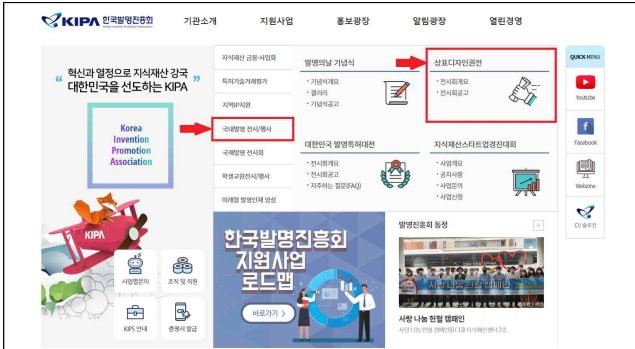 KIPA 한국발명진흥회
기관소개
지원사업
홍보광장
알림광장
열린경영
“ 혁신과 열정으로 지식재산 강국 ”
대한민국을 선도하는 KIPA
Korea
Invention
Promotion
Association
KIPA
사업별문의
조직 및 직원
KIPS 안내
증명서 발급
지식재산 금융·사업화
특허기술거래평가
지역IP지원
국내발명 전시/행사
국제발명 전시회
학생교원전시/행사
미래형 발명인재 양성
발명의날 기념식
· 기념식개요
· 갤러리
· 기념식공고
상표디자인권전
· 전시회개요
· 전시회공고
대한민국 발명특허대전
· 전시회개요
· 전시회공고
· 자주하는 질문(FAQ)
지식재산스타트업경진대회
· 사업개요
· 공지사항
· 사업문의
· 사업신청
한국발명진흥회
지원사업
로드맵
바로가기 >
발명진흥회 동정
+
사랑 나눔 헌혈 캠페인
QUICK MENU
Youtube
Facebook
Webzine